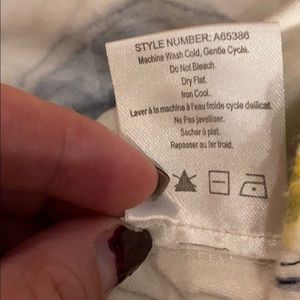 STYLE NUMBER: A65386
Machine Wash Cold, Gentle Cycle.
Do Not Bleach.
Dry Flat.
Iron Cool.
Laver à la machine à l'eau froide cycle delicat.
Ne Pas javelliser.
Sécher à plat.
Repasser au fer froid.